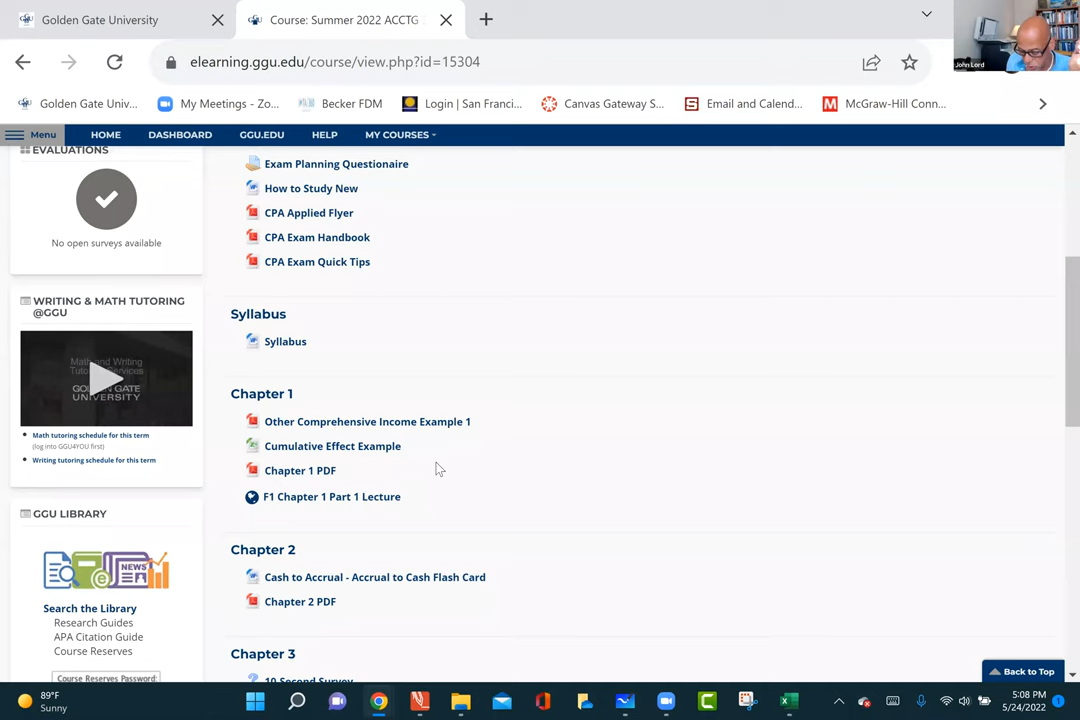 Golden Gate University
Course: Summer 2022 ACCTG
elearning.ggu.edu/course/view.php?id=15304
John Lord
Golden Gate Univ...
My Meetings - Zo...
Becker FDM
Login | San Franci...
Canvas Gateway S...
Email and Calend...
McGraw-Hill Conn...
Menu
HOME
DASHBOARD
GGU.EDU
HELP
MY COURSES
EVALUATIONS
No open surveys available
WRITING & MATH TUTORING
@GGU
Math and Writing
Tutoring Services
GOLDEN GATE
UNIVERSITY
Math tutoring schedule for this term
(log into GGU4YOU first)
Writing tutoring schedule for this term
GGU LIBRARY
NEWS
Search the Library
Research Guides
APA Citation Guide
Course Reserves
Course Reserves Password:
Exam Planning Questionaire
How to Study New
CPA Applied Flyer
CPA Exam Handbook
CPA Exam Quick Tips
Syllabus
Syllabus
Chapter 1
Other Comprehensive Income Example 1
Cumulative Effect Example
Chapter 1 PDF
F1 Chapter 1 Part 1 Lecture
Chapter 2
Cash to Accrual - Accrual to Cash Flash Card
Chapter 2 PDF
Chapter 3
10 Second Survey
Back to Top
89°F
Sunny
5:08 PM
5/24/2022